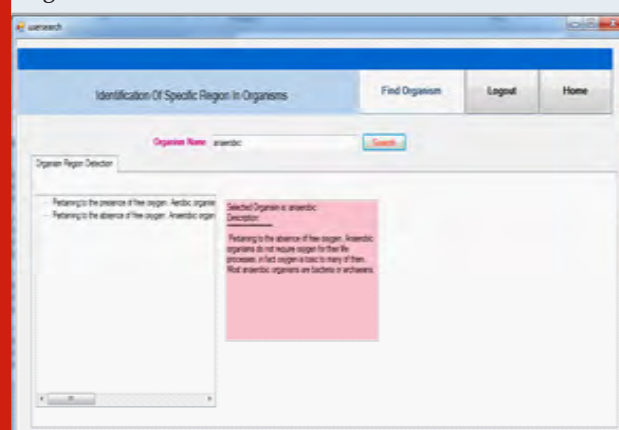 usersearch
Identification Of Specific Region In Organisms
Find Organism
Logout
Home
Organism Name
anaerobic
Search
Organism Region Detection
Pertaining to the presence of free oxygen. Aerobic organis
Pertaining to the absence of free oxygen. Anaerobic organ
Selected Organism is: anaerobic
Description
Pertaining to the absence of free oxygen. Anaerobic
organisms do not require oxygen for their life
processes, in fact oxygen is toxic to many of them.
Most anaerobic organisms are bacteria or archaeans.